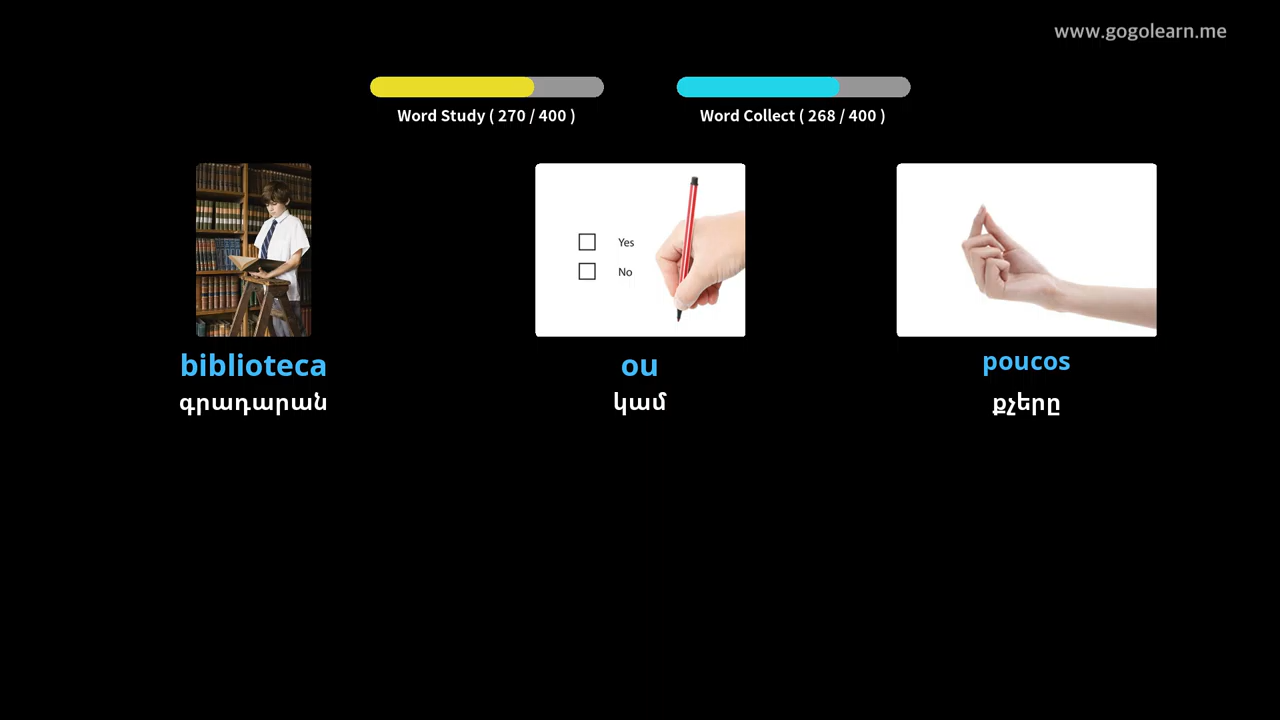 www.gogolearn.me
Word Study ( 270 / 400 )
Word Collect ( 268 / 400 )
Yes
No
biblioteca
ou
poucos
գրադարան
կամ
քչերը